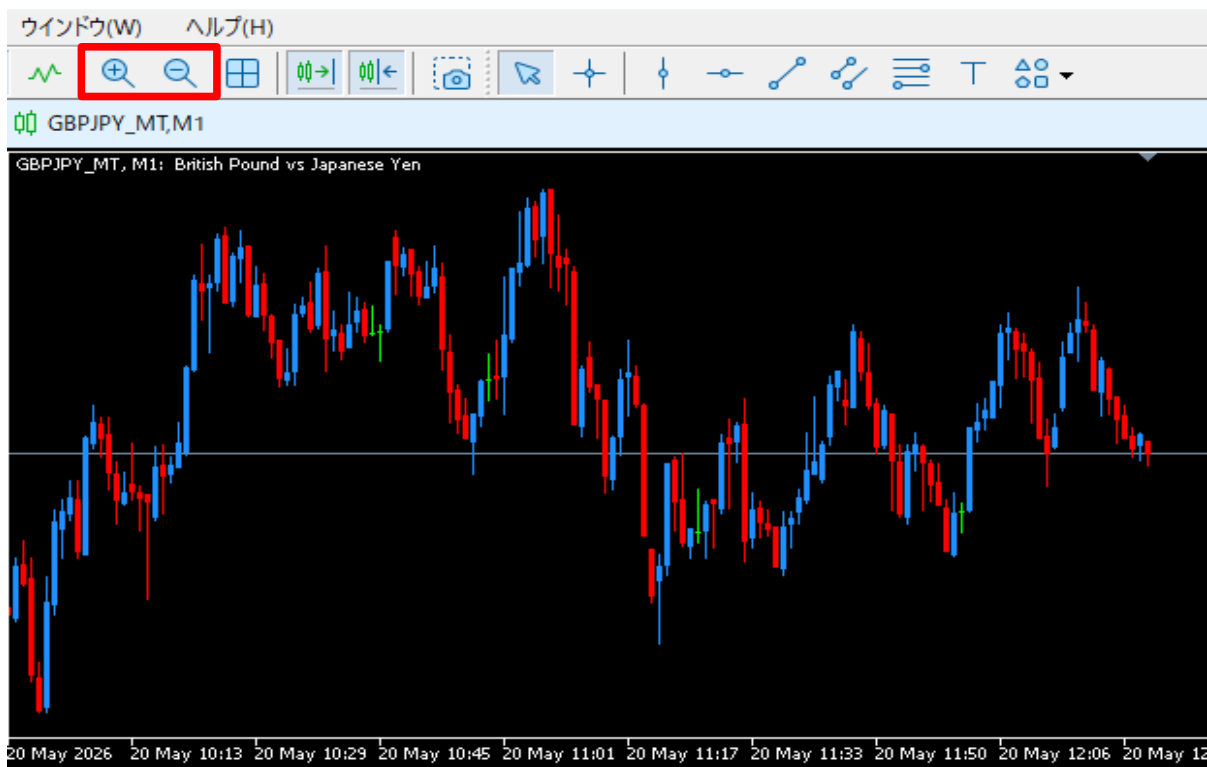 ウインドウ(W) ヘルプ(H)
GBPJPY_MT,M1
GBPJPY_MT, M1: British Pound vs Japanese Yen
20 May 2026 20 May 10:13 20 May 10:29 20 May 10:45 20 May 11:01 20 May 11:17 20 May 11:33 20 May 11:50 20 May 12:06 20 May